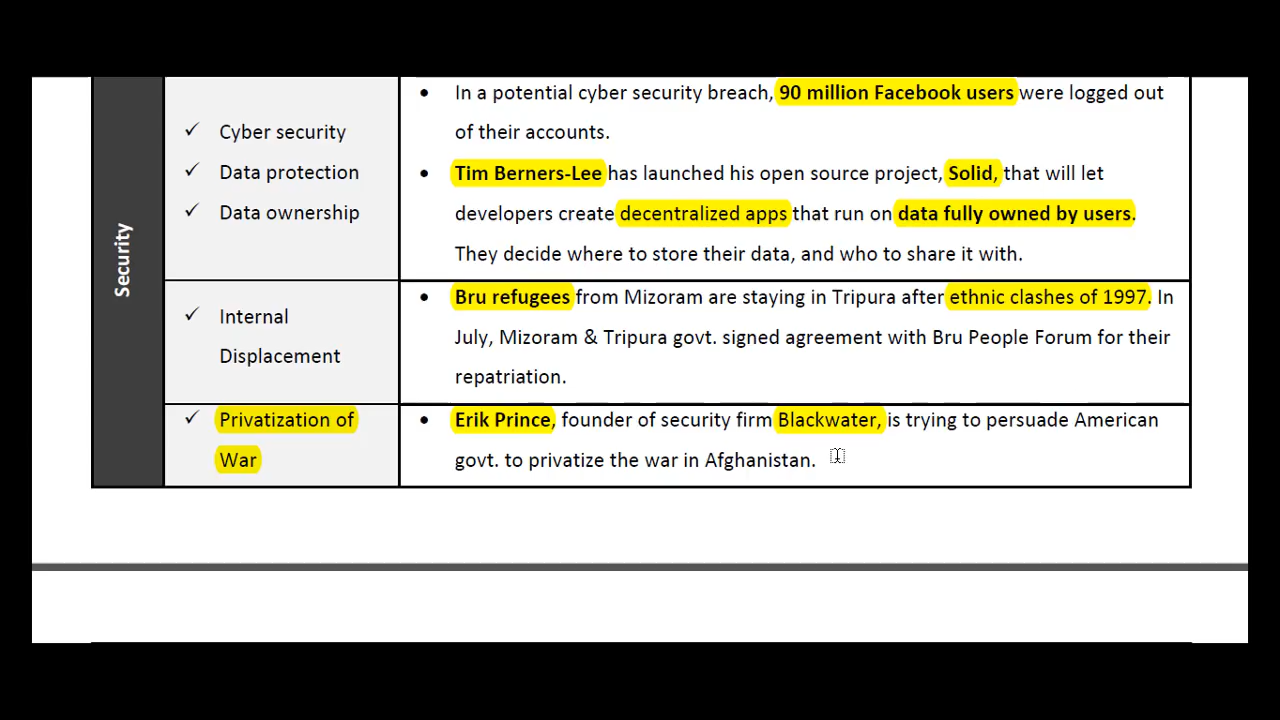 Security
✓ Cyber security
✓ Data protection
✓ Data ownership
• In a potential cyber security breach, 90 million Facebook users were logged out
of their accounts.
• Tim Berners-Lee has launched his open source project, Solid, that will let
developers create decentralized apps that run on data fully owned by users.
They decide where to store their data, and who to share it with.
✓ Internal
Displacement
• Bru refugees from Mizoram are staying in Tripura after ethnic clashes of 1997. In
July, Mizoram & Tripura govt. signed agreement with Bru People Forum for their
repatriation.
✓ Privatization of
War
• Erik Prince, founder of security firm Blackwater, is trying to persuade American
govt. to privatize the war in Afghanistan.